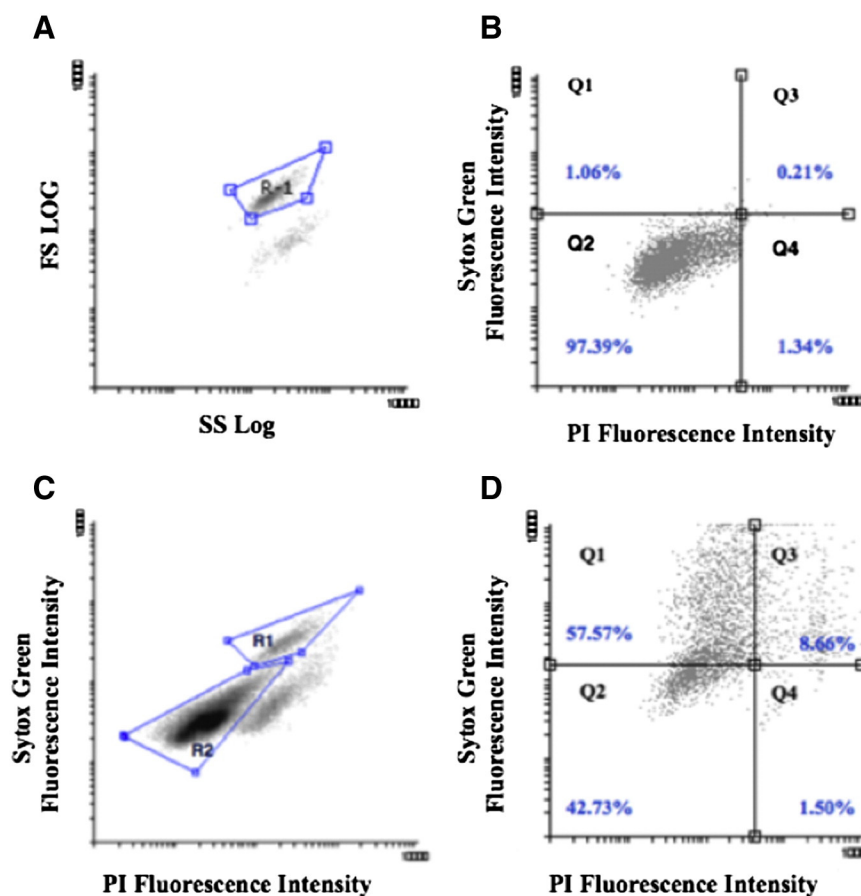 A
FS LOG
R-1
SS Log
B
Sytox Green
Fluorescence Intensity
Q1
Q3
1.06%
0.21%
Q2
Q4
97.39%
1.34%
PI Fluorescence Intensity
C
Sytox Green
Fluorescence Intensity
R1
R2
PI Fluorescence Intensity
D
Sytox Green
Fluorescence Intensity
Q1
Q3
57.57%
8.66%
Q2
Q4
42.73%
1.50%
PI Fluorescence Intensity